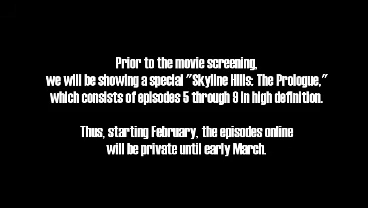 Prior to the movie screening,
we will be showing a special "Skyline Hills: The Prologue,"
which consists of episodes 5 through 9 in high definition.
Thus, starting February, the episodes online
will be private until early March.